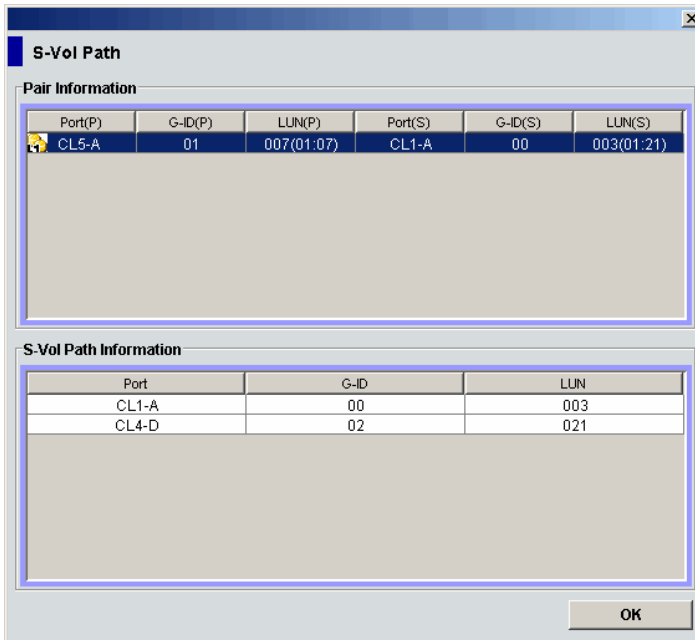 S-Vol Path
Pair Information
Port(P) G-ID(P) LUN(P) Port(S) G-ID(S) LUN(S)
CL5-A 01 007(01:07) CL1-A 00 003(01:21)
S-Vol Path Information
Port G-ID LUN
CL1-A 00 003
CL4-D 02 021
OK